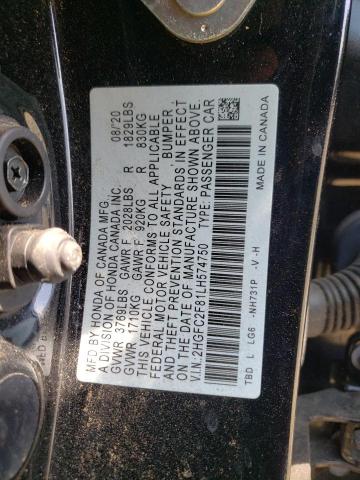 MFD BY HONDA OF CANADA MFG. 08/20
A DIVISION OF HONDA CANADA INC.
GVWR 3769LBS GAWR F 2028LBS R 1829LBS
GVWR 1710KG GAWR F 920KG R 830KG
THIS VEHICLE CONFORMS TO ALL APPLICABLE
FEDERAL MOTOR VEHICLE SAFETY, BUMPER
AND THEFT PREVENTION STANDARDS IN EFFECT
ON THE DATE OF MANUFACTURE SHOWN ABOVE.
V.I.N.:2HGFC2F81LH574750 TYPE: PASSENGER CAR
TBD L LG6 -NH731P -V -H
MADE IN CANADA